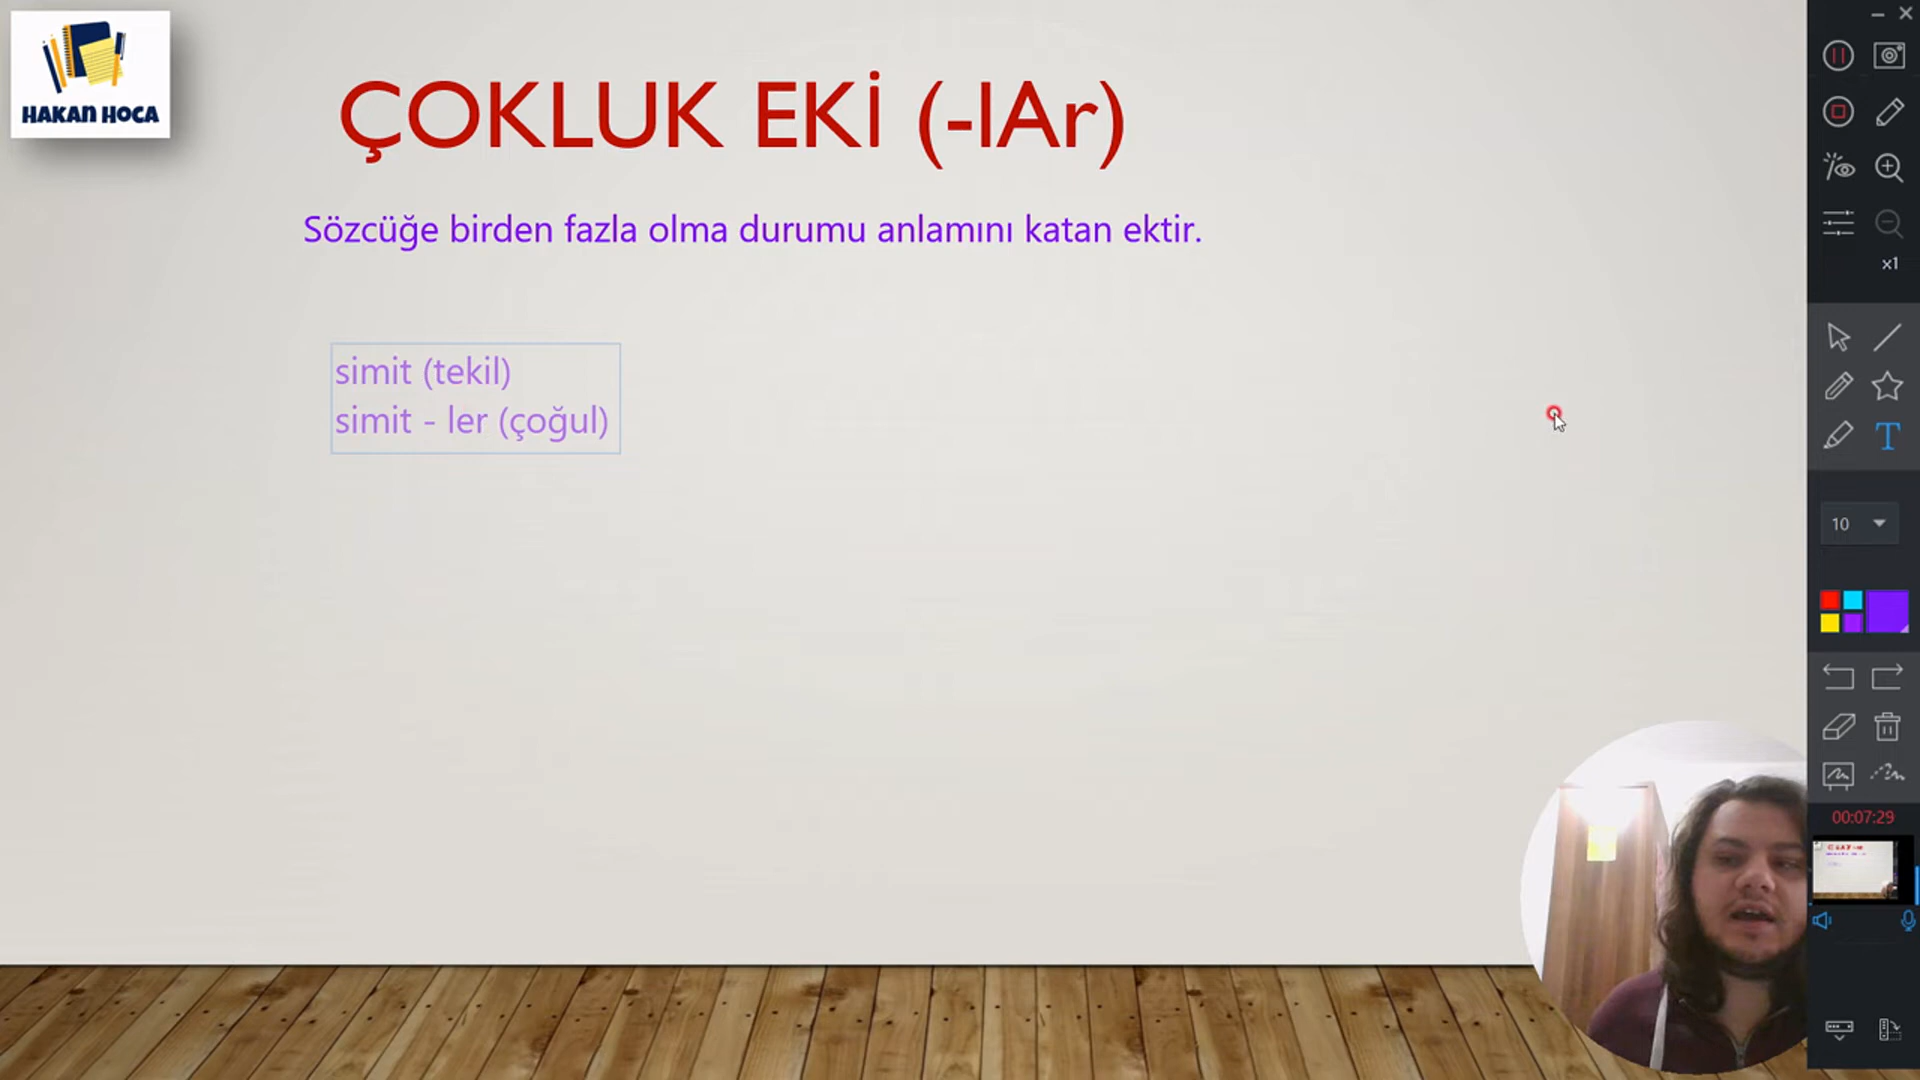 HAKAN HOCA
ÇOKLUK EKİ (-lAr)
Sözcüğe birden fazla olma durumu anlamını katan ektir.
simit (tekil)
simit - ler (çoğul)
x1
T
10
00:07:29